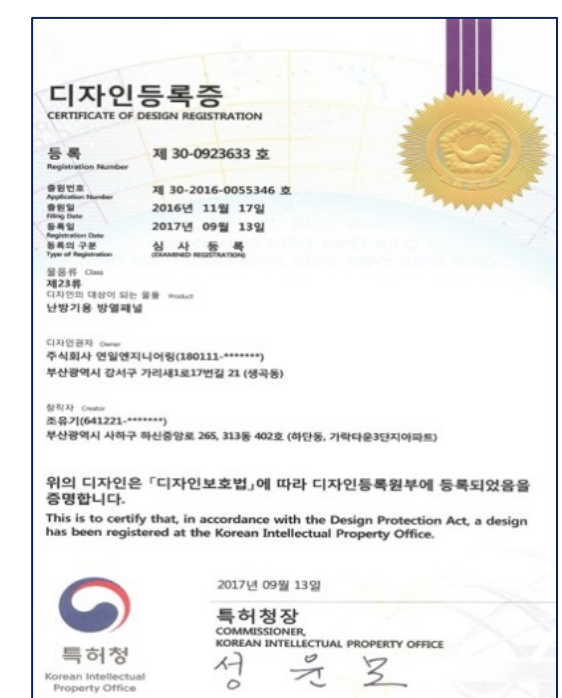 디자인등록증
CERTIFICATE OF DESIGN REGISTRATION
등 록 제 30-0923633 호
Registration Number
출원번호 제 30-2016-0055346 호
Application Number
출원일 2016년 11월 17일
Filing Date
등록일 2017년 09월 13일
Registration Date
등록의 구분 심 사 등 록
Type of Registration (EXAMINED REGISTRATION)
물품류 Class
제23류
디자인의 대상이 되는 물품 Product
난방기용 방열패널
디자인권자 Owner
주식회사 연일엔지니어링(180111-*******)
부산광역시 강서구 가리새1로17번길 21 (생곡동)
창작자 Creator
조유기(641221-*******)
부산광역시 사하구 하신중앙로 265, 313동 402호 (하단동, 가락타운3단지아파트)
위의 디자인은 「디자인보호법」에 따라 디자인등록원부에 등록되었음을
증명합니다.
This is to certify that, in accordance with the Design Protection Act, a design
has been registered at the Korean Intellectual Property Office.
2017년 09월 13일
특허청장
COMMISSIONER,
KOREAN INTELLECTUAL PROPERTY OFFICE
성 윤 모
특허청
Korean Intellectual
Property Office